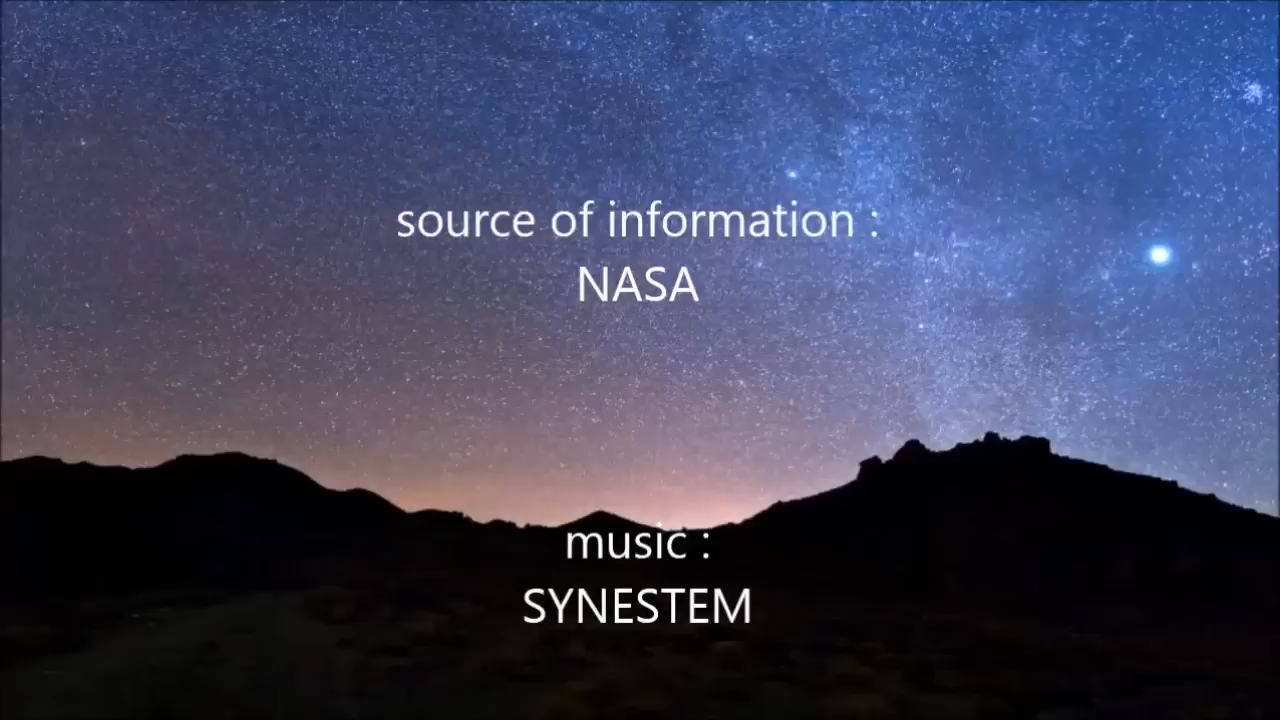 source of information :
NASA
music :
SYNESTEM